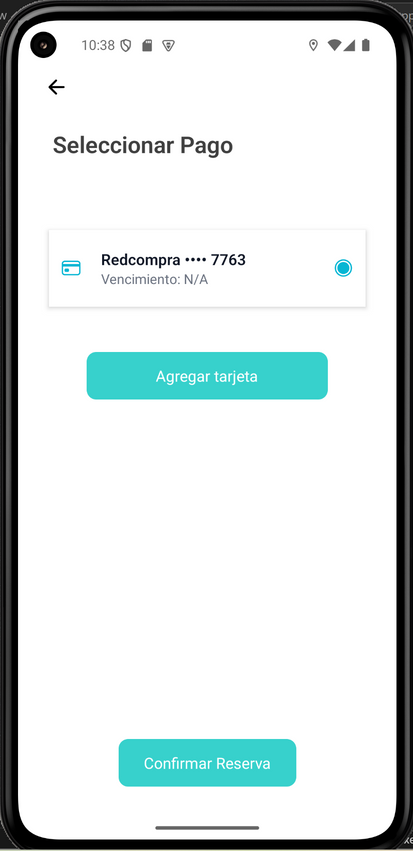 10:38
Seleccionar Pago
Redcompra •••• 7763
Vencimiento: N/A
Agregar tarjeta
Confirmar Reserva